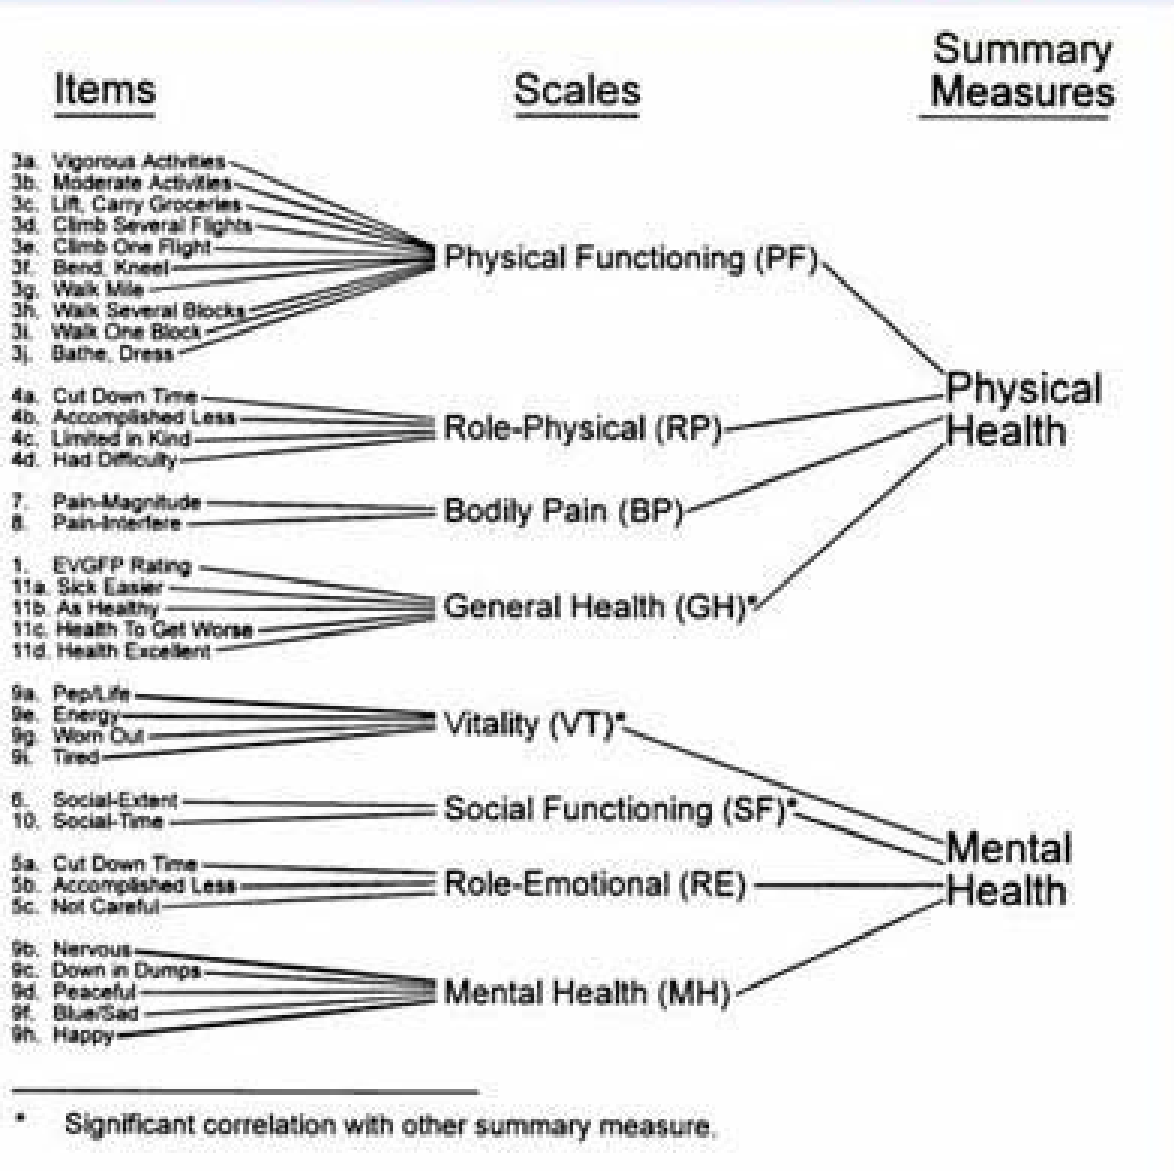 Items
Scales
Summary
Measures
3a. Vigorous Activities
3b. Moderate Activities
3c. Lift, Carry Groceries
3d. Climb Several Flights
3e. Climb One Flight
3f. Bend, Kneel
3g. Walk Mile
3h. Walk Several Blocks
3i. Walk One Block
3j. Bathe, Dress
Physical Functioning (PF)
4a. Cut Down Time
4b. Accomplished Less
4c. Limited in Kind
4d. Had Difficulty
Role-Physical (RP)
7. Pain-Magnitude
8. Pain-Interfere
Bodily Pain (BP)
1. EVGFP Rating
11a. Sick Easier
11b. As Healthy
11c. Health To Get Worse
11d. Health Excellent
General Health (GH)*
Physical
Health
9a. Pep/Life
9e. Energy
9g. Worn Out
9i. Tired
Vitality (VT)*
6. Social-Extent
10. Social-Time
Social Functioning (SF)*
5a. Cut Down Time
5b. Accomplished Less
5c. Not Careful
Role-Emotional (RE)
9b. Nervous
9c. Down in Dumps
9d. Peaceful
9f. Blue/Sad
9h. Happy
Mental Health (MH)
Mental
Health
* Significant correlation with other summary measure.